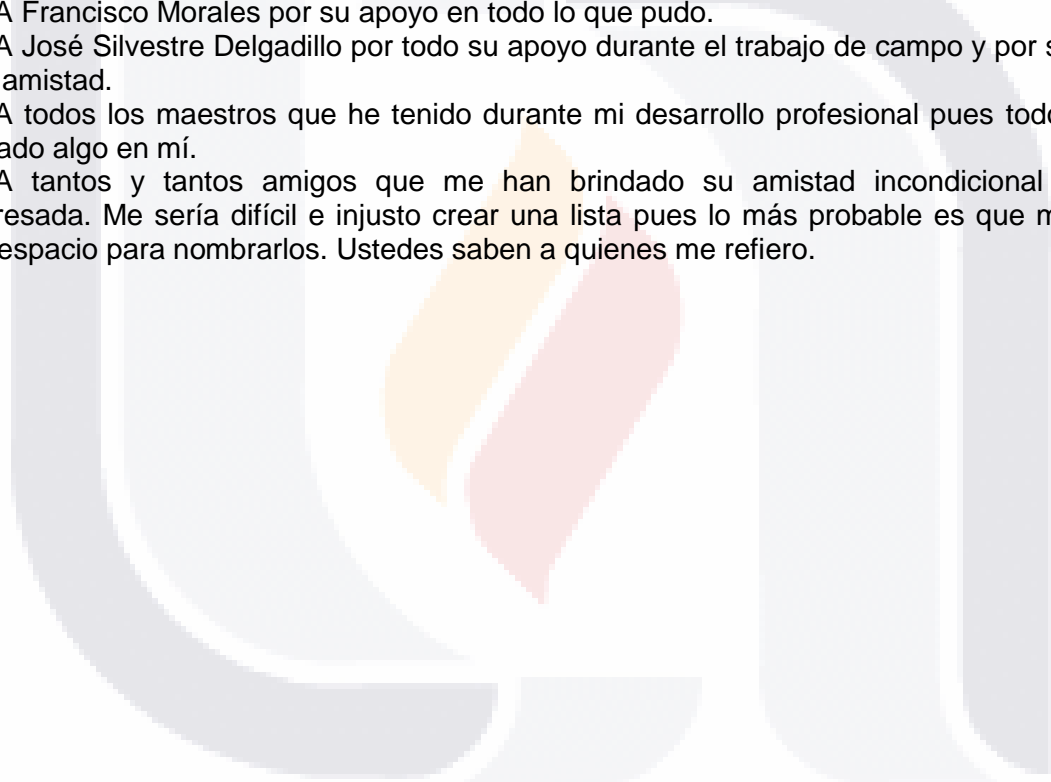 A Francisco Morales por su apoyo en todo lo que pudo.
A José Silvestre Delgadillo por todo su apoyo durante el trabajo de campo y por s
amistad.
A todos los maestros que he tenido durante mi desarrollo profesional pues todo
ado algo en mí.
A tantos y tantos amigos que me han brindado su amistad incondicional
resada. Me sería difícil e injusto crear una lista pues lo más probable es que m
espacio para nombrarlos. Ustedes saben a quienes me refiero.